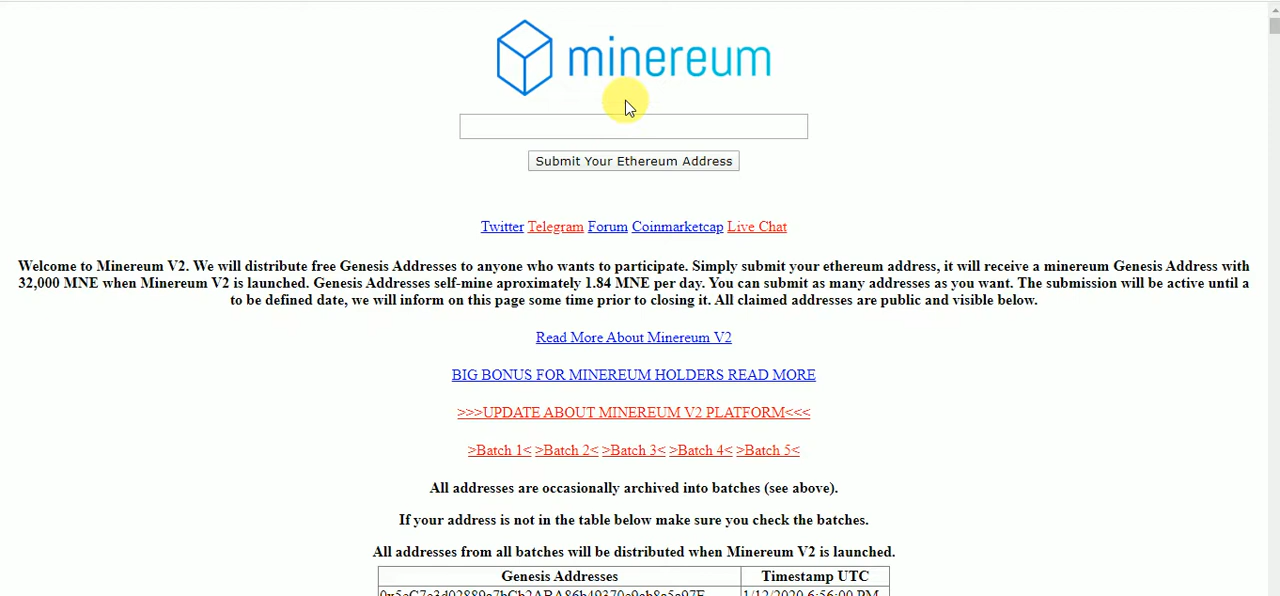 minereum
Submit Your Ethereum Address
Twitter Telegram Forum Coinmarketcap Live Chat
Welcome to Minereum V2. We will distribute free Genesis Addresses to anyone who wants to participate. Simply submit your ethereum address, it will receive a minereum Genesis Address with
32,000 MNE when Minereum V2 is launched. Genesis Addresses self-mine aproximately 1.84 MNE per day. You can submit as many addresses as you want. The submission will be active until a
to be defined date, we will inform on this page some time prior to closing it. All claimed addresses are public and visible below.
Read More About Minereum V2
BIG BONUS FOR MINEREUM HOLDERS READ MORE
>>>UPDATE ABOUT MINEREUM V2 PLATFORM<<<
>Batch 1< >Batch 2< >Batch 3< >Batch 4< >Batch 5<
All addresses are occasionally archived into batches (see above).
If your address is not in the table below make sure you check the batches.
All addresses from all batches will be distributed when Minereum V2 is launched.
Genesis Addresses Timestamp UTC
1/12/2020 6:56:00 PM